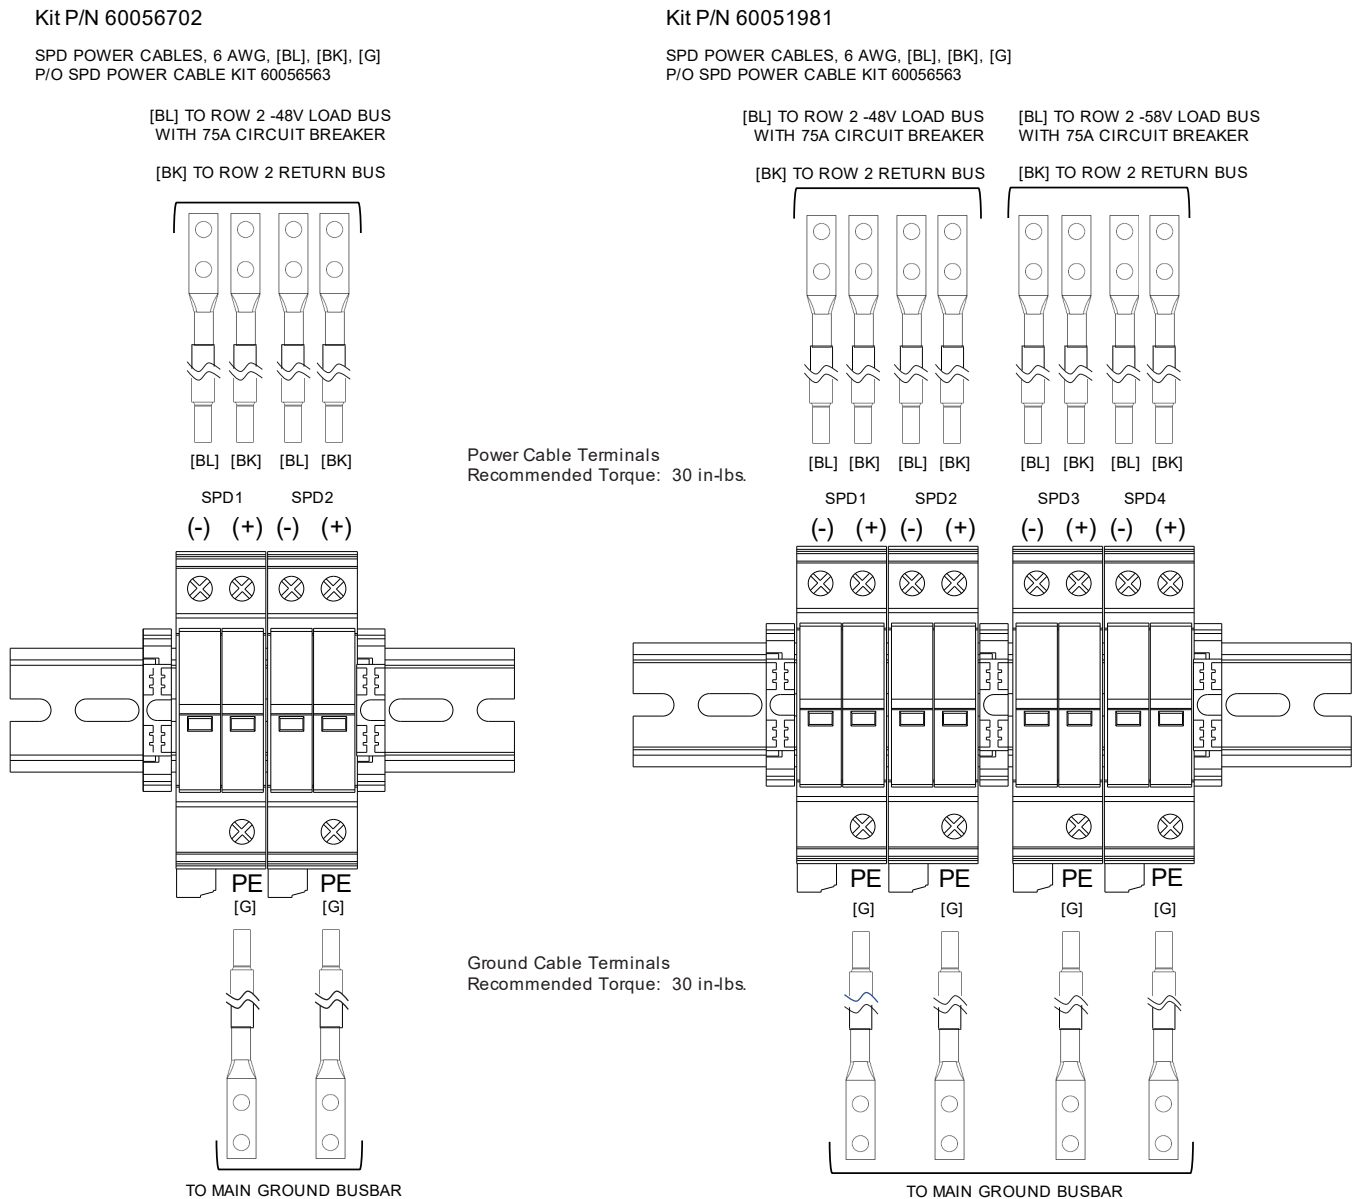 Kit P/N 60056702
SPD POWER CABLES, 6 AWG, [BL], [BK], [G]
P/O SPD POWER CABLE KIT 60056563
[BL] TO ROW 2 -48V LOAD BUS
WITH 75A CIRCUIT BREAKER
[BK] TO ROW 2 RETURN BUS
[BL] [BK] [BL] [BK]
SPD1 SPD2
(-) (+) (-) (+)
PE PE
[G] [G]
TO MAIN GROUND BUSBAR
Power Cable Terminals
Recommended Torque: 30 in-lbs.
Ground Cable Terminals
Recommended Torque: 30 in-lbs.
Kit P/N 60051981
SPD POWER CABLES, 6 AWG, [BL], [BK], [G]
P/O SPD POWER CABLE KIT 60056563
[BL] TO ROW 2 -48V LOAD BUS
WITH 75A CIRCUIT BREAKER
[BK] TO ROW 2 RETURN BUS
[BL] TO ROW 2 -58V LOAD BUS
WITH 75A CIRCUIT BREAKER
[BK] TO ROW 2 RETURN BUS
[BL] [BK] [BL] [BK] [BL] [BK] [BL] [BK]
SPD1 SPD2 SPD3 SPD4
(-) (+) (-) (+) (-) (+) (-) (+)
PE PE PE PE
[G] [G] [G] [G]
TO MAIN GROUND BUSBAR